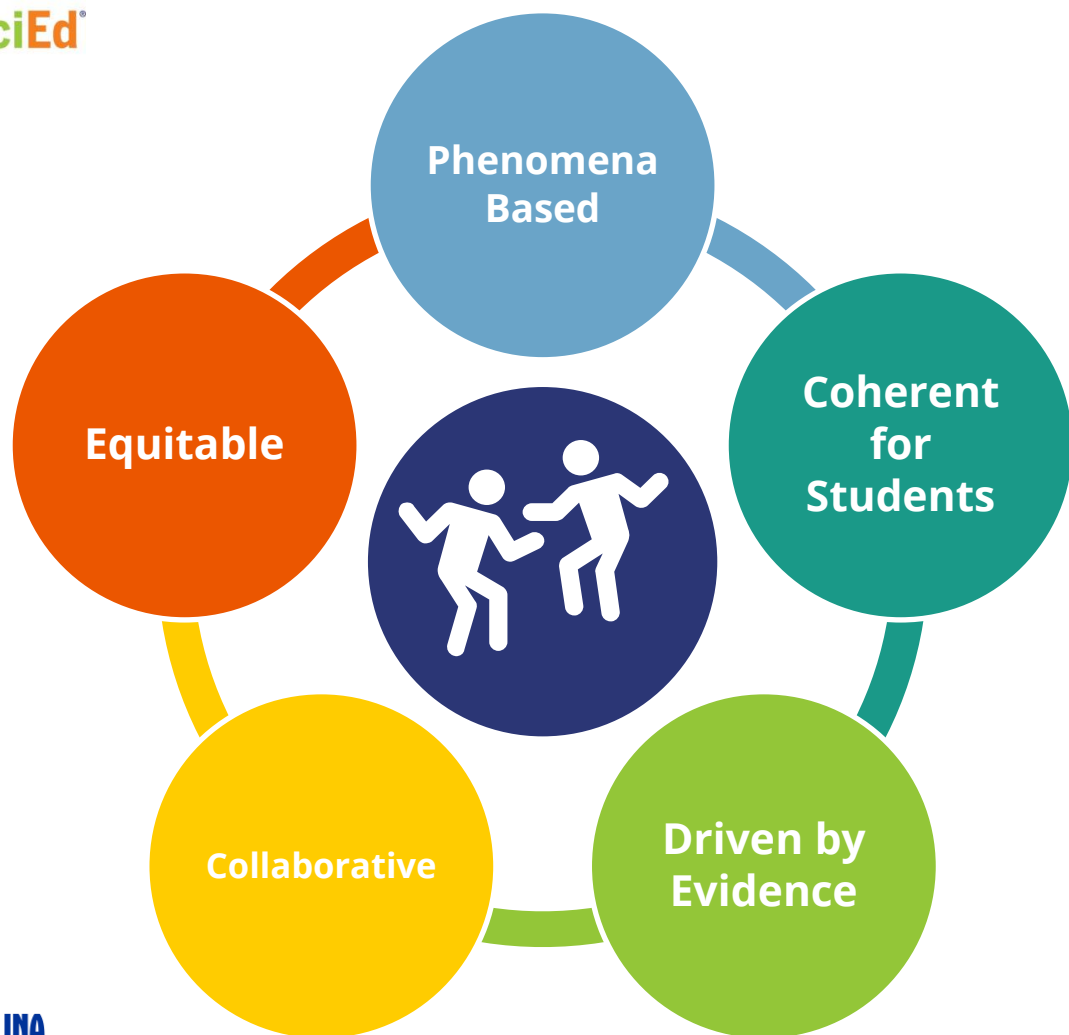 ciEd®
Phenomena
Based
Coherent
for
Students
Equitable
Driven by
Evidence
Collaborative
INA